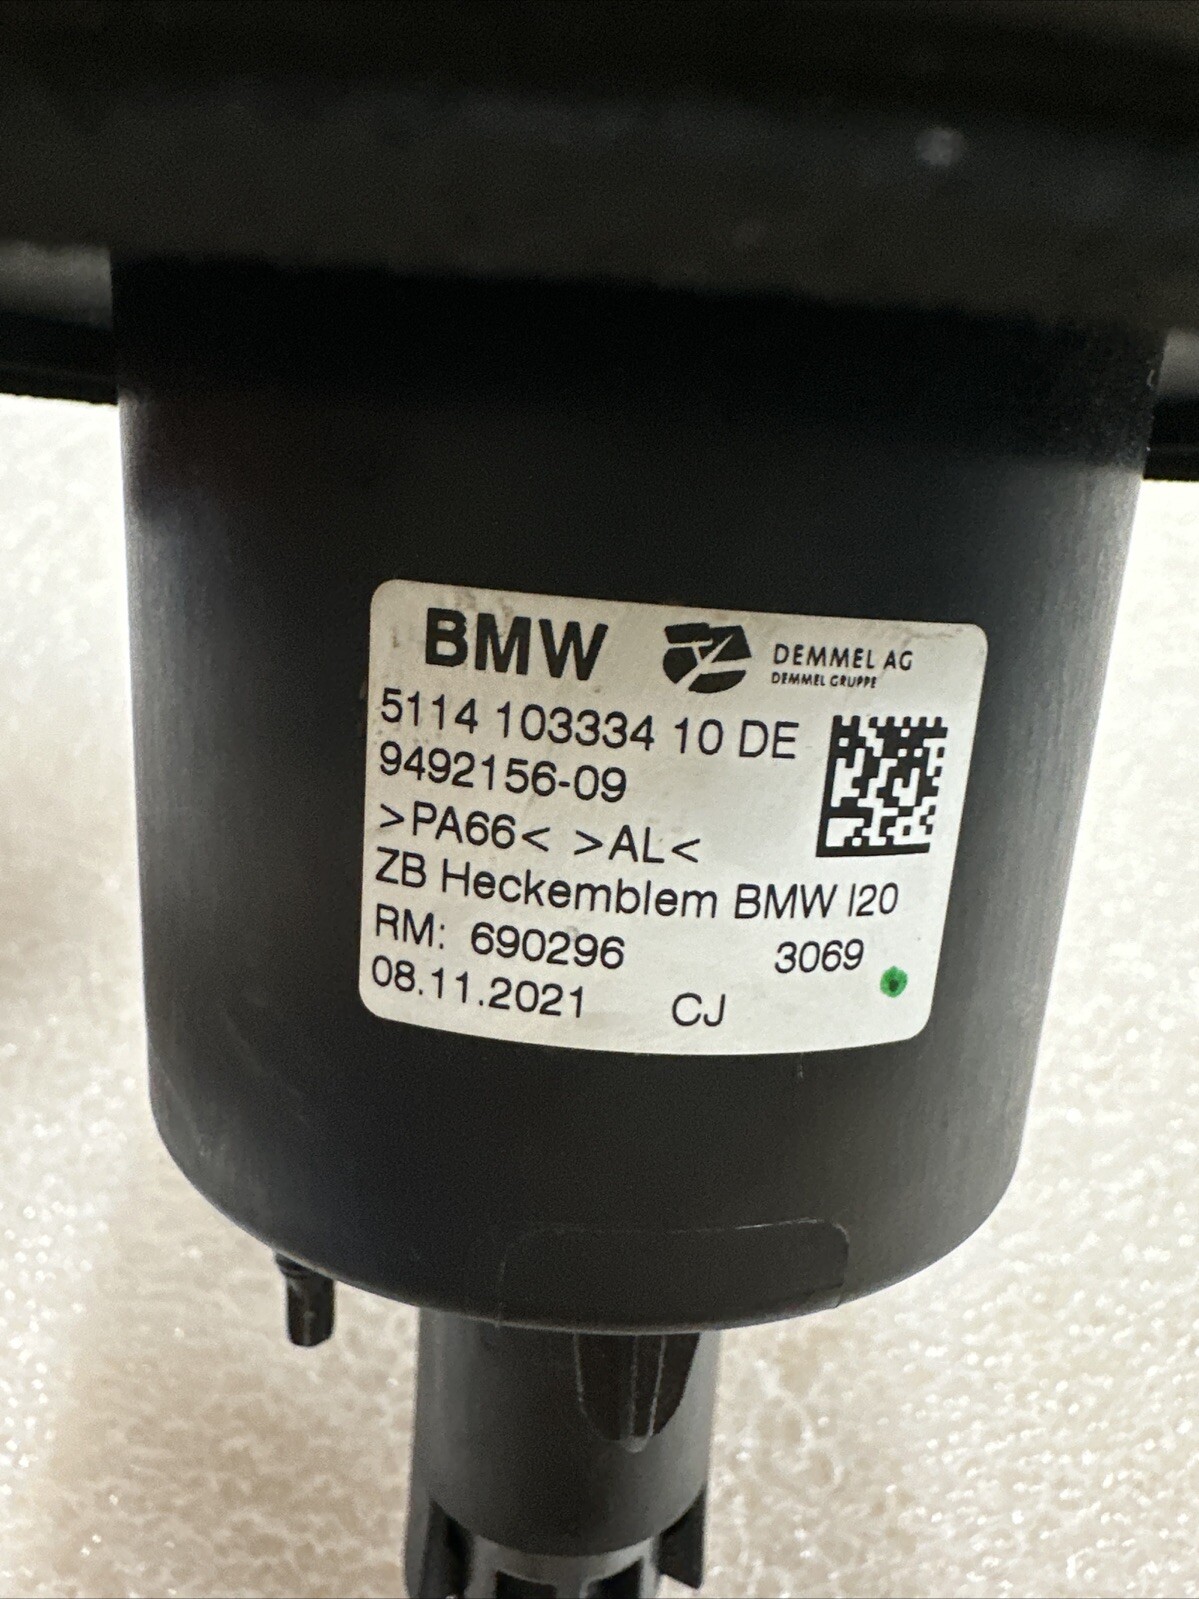 BMW DEMMEL AG
DEMMEL GRUPPE
5114 103334 10 DE
9492156-09
>PA66< >AL<
ZB Heckemblem BMW I20
RM: 690296 3069
08.11.2021 CJ